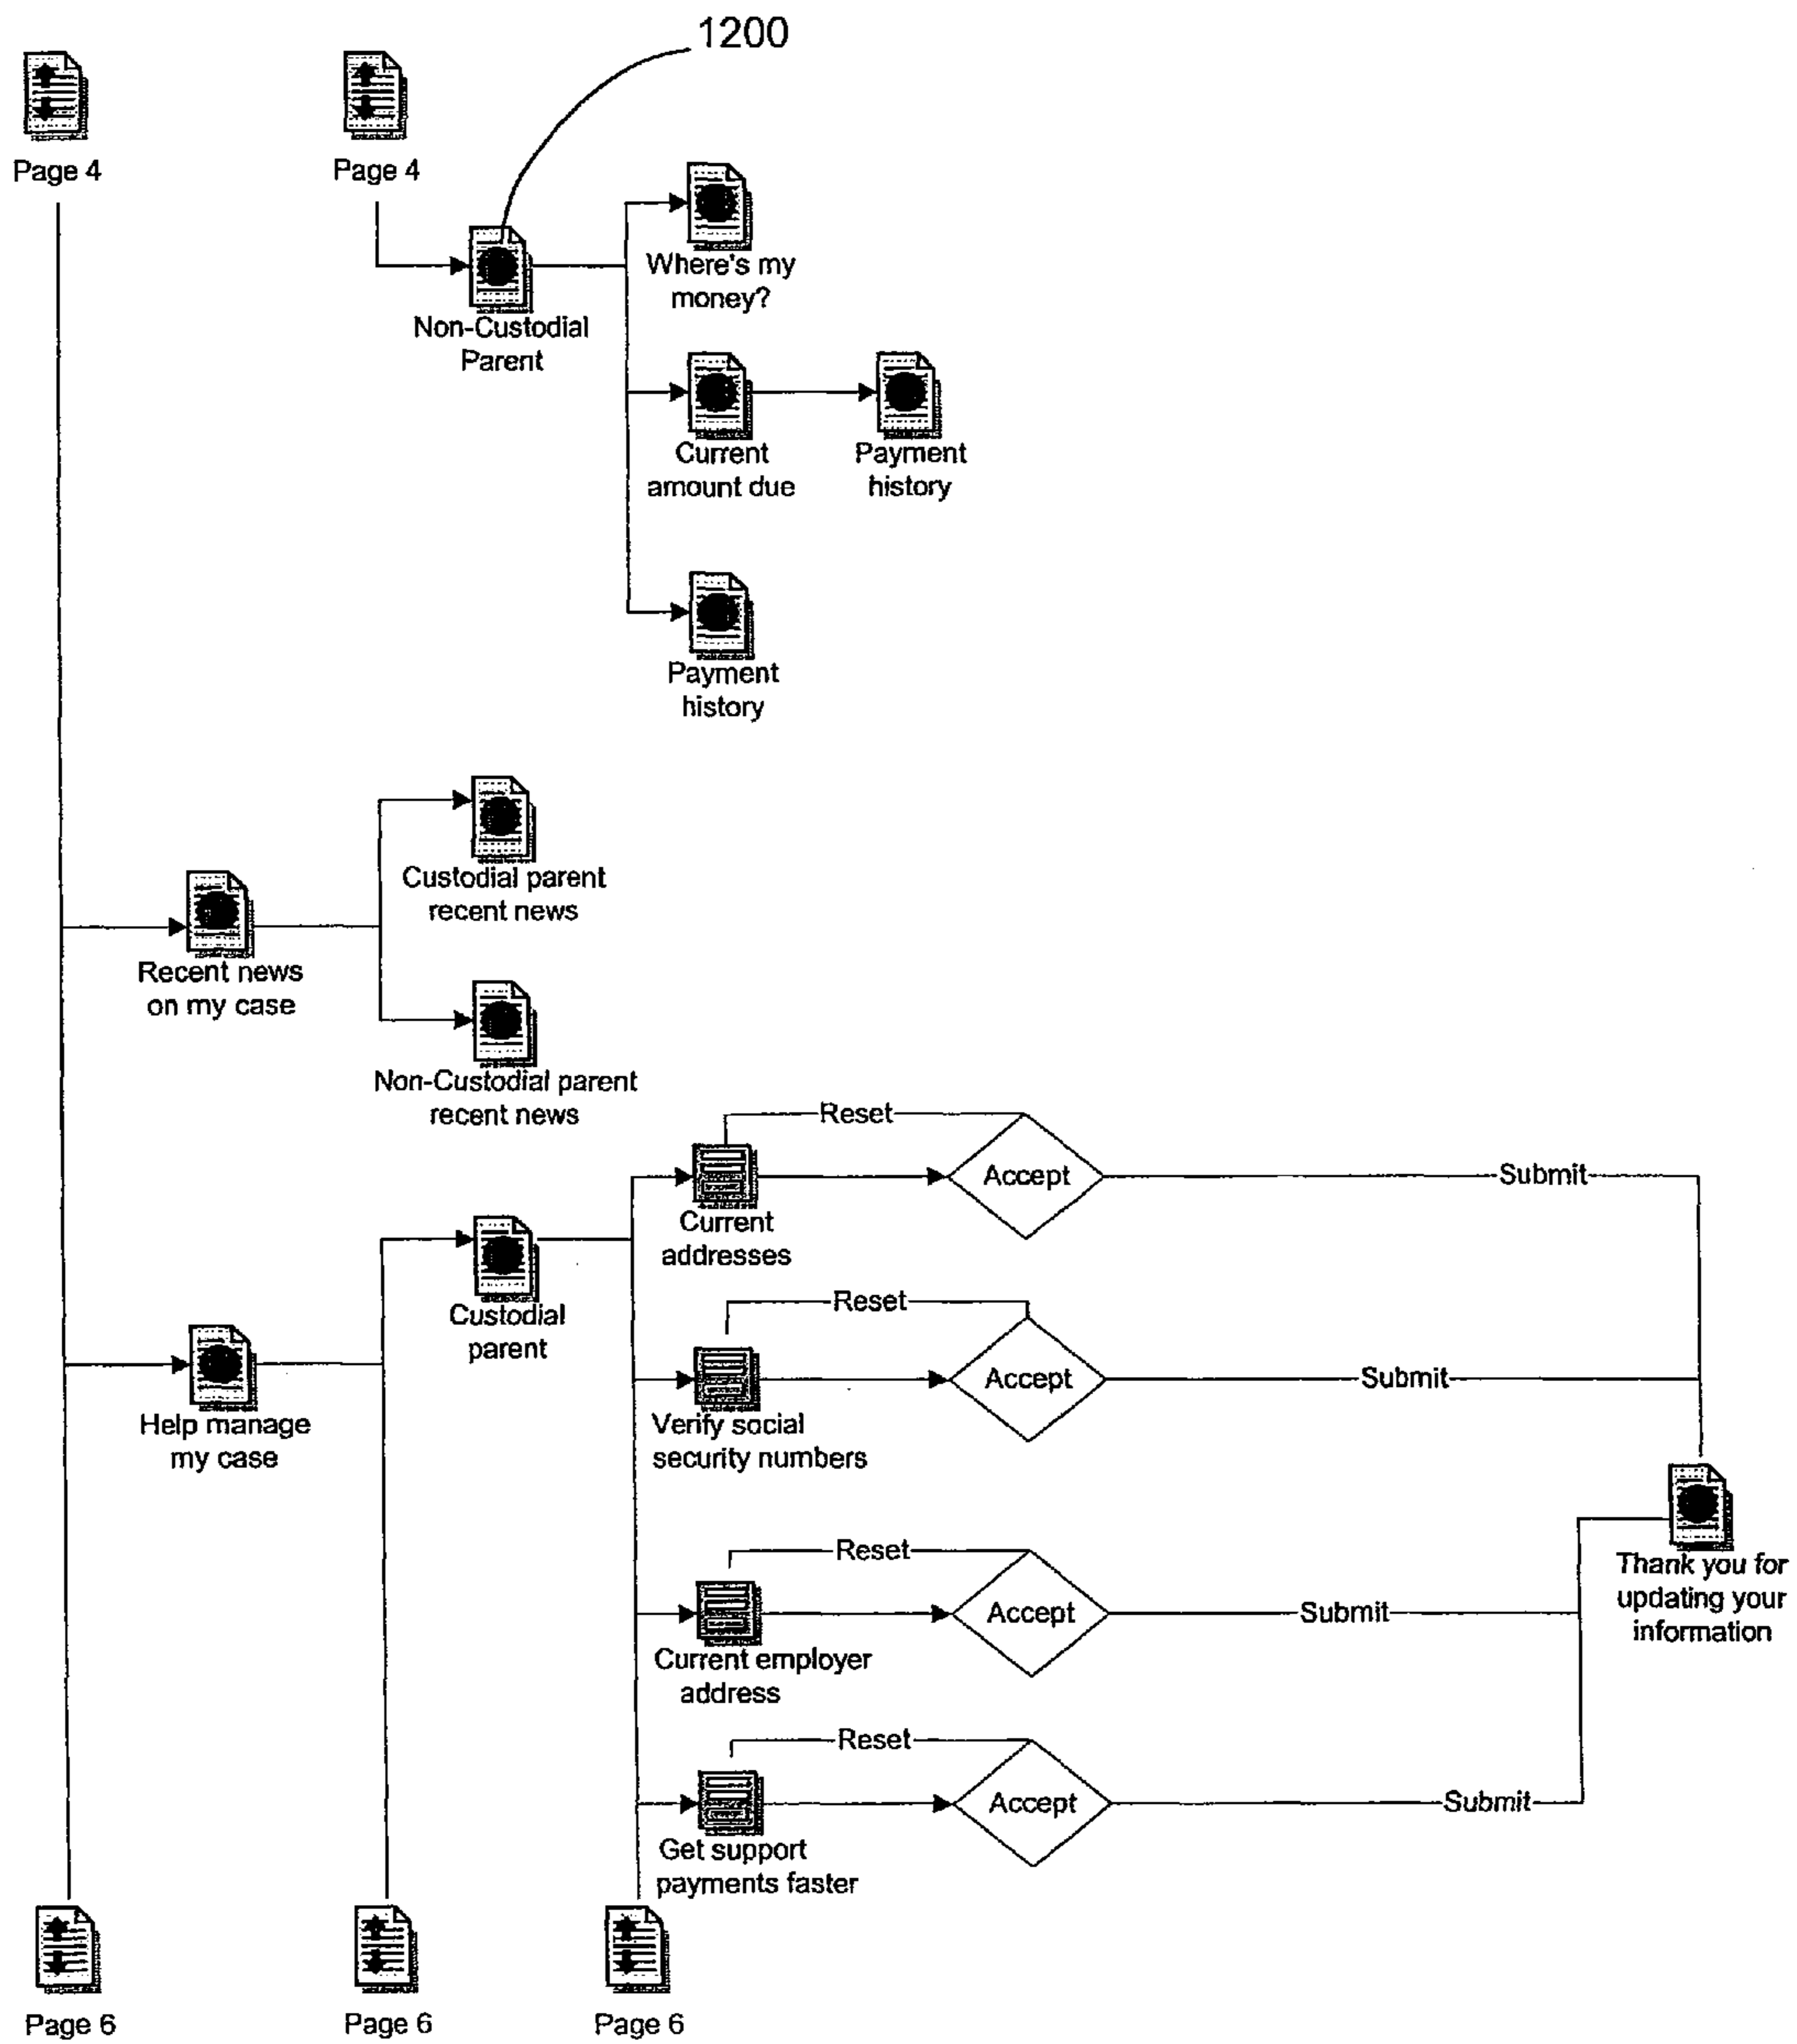 1200
Page 4
Page 4
Where's my
money?
Non-Custodial
Parent
Current
amount due
Payment
history
Payment
history
Custodial parent
recent news
Recent news
on my case
Non-Custodial parent
recent news
Reset
Accept
Submit
Current
addresses
Custodial
parent
Reset
Accept
Submit
Help manage
my case
Verify social
security numbers
Reset
Accept
Submit
Thank you for
updating your
information
Current employer
address
Reset
Accept
Submit
Get support
payments faster
Page 6
Page 6
Page 6